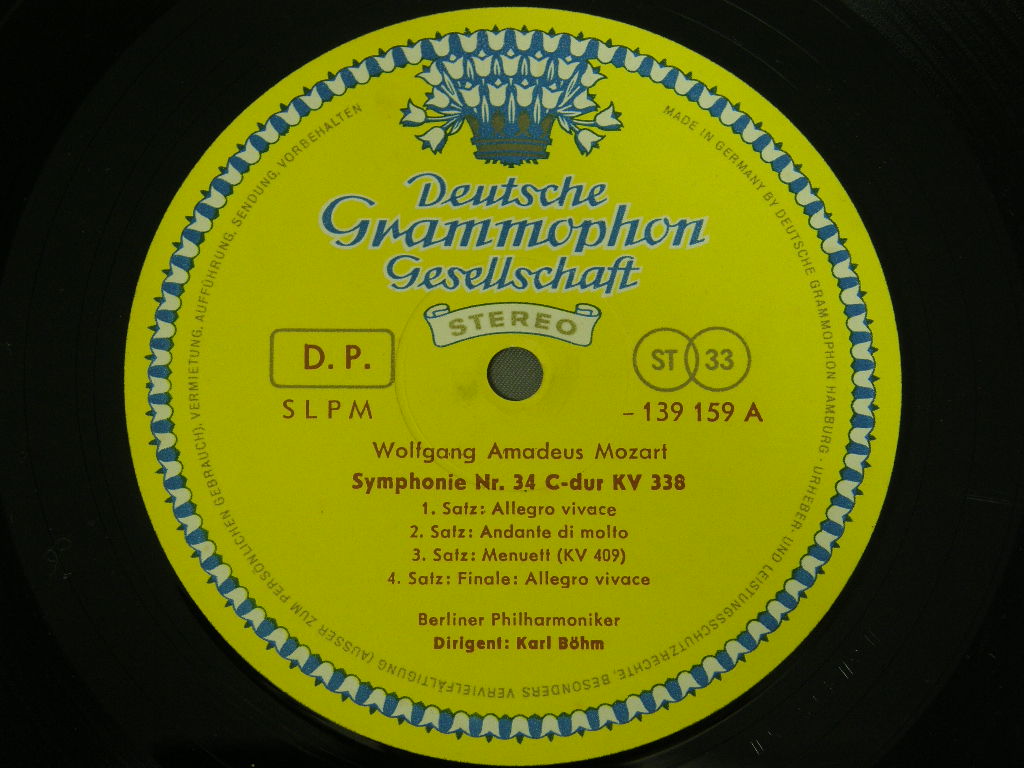 Deutsche
Grammophon
Gesellschaft
STEREO
D. P.
ST 33
SLPM
– 139 159 A
Wolfgang Amadeus Mozart
Symphonie Nr. 34 C-dur KV 338
1. Satz: Allegro vivace
2. Satz: Andante di molto
3. Satz: Menuett (KV 409)
4. Satz: Finale: Allegro vivace
Berliner Philharmoniker
Dirigent: Karl Böhm
MADE IN GERMANY BY DEUTSCHE GRAMMOPHON HAMBURG · URHEBER- UND LEISTUNGSSCHUTZRECHTE, BESONDERS VERVIELFÄLTIGUNG (AUSSER ZUM PERSÖNLICHEN GEBRAUCH), VERMIETUNG, AUFFÜHRUNG, SENDUNG, VORBEHALTEN